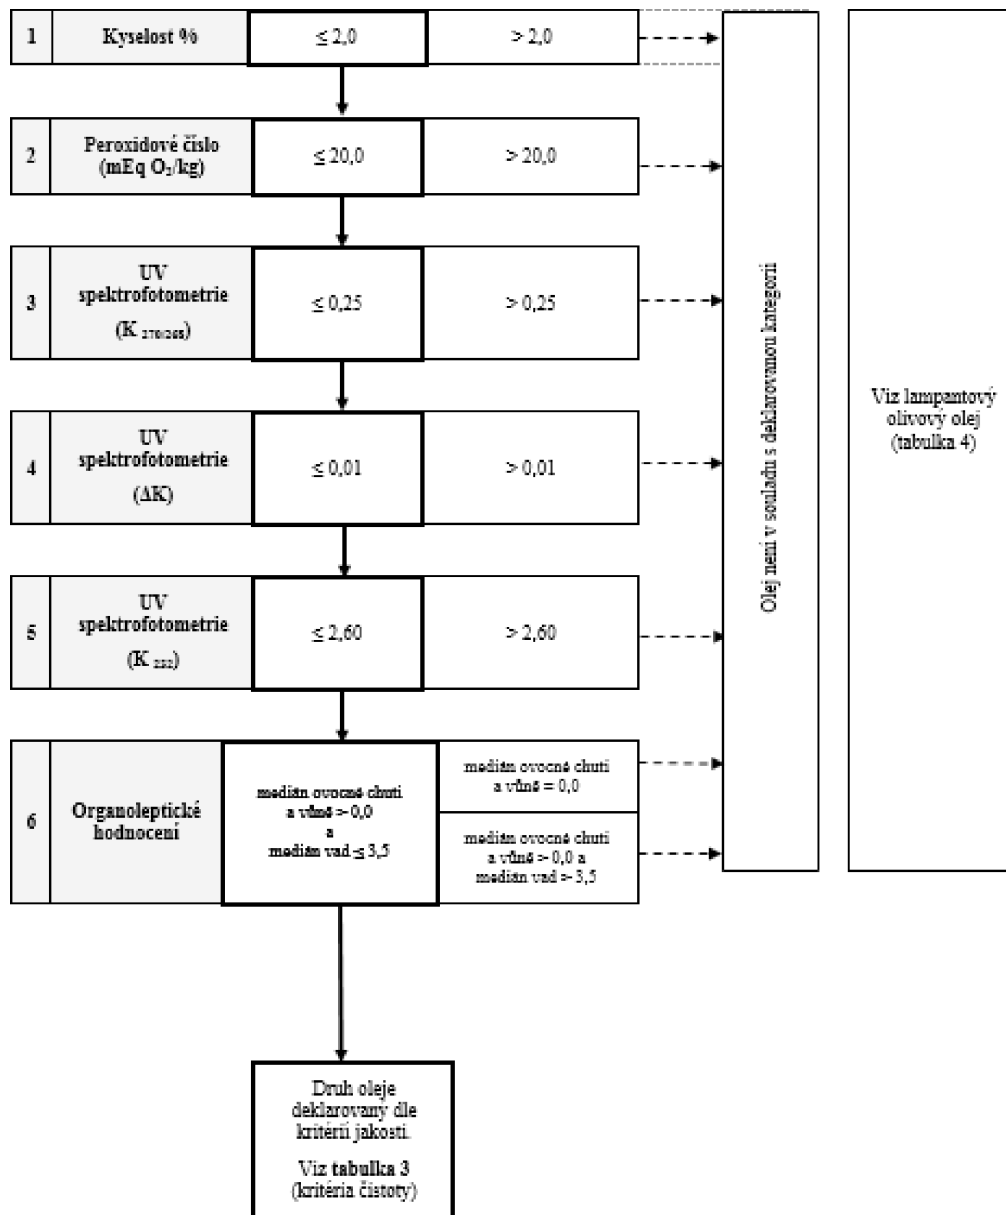 1
Kyselost %
≤ 2,0
> 2,0
2
Peroxidové číslo
(mEq O₂/kg)
≤ 20,0
> 20,0
3
UV
spektrofotometrie
(K 270/268)
≤ 0,25
> 0,25
4
UV
spektrofotometrie
(ΔK)
≤ 0,01
> 0,01
5
UV
spektrofotometrie
(K 232)
≤ 2,60
> 2,60
6
Organoleptické
hodnocení
medián ovocné chuti
a vůně > 0,0
a
medián vad ≤ 3,5
medián ovocné chuti
a vůně = 0,0
medián ovocné chuti
a vůně > 0,0 a
medián vad > 3,5
Olej není v souladu s deklarovanou kategorií
Viz lampantový
olivový olej
(tabulka 4)
Druh oleje
deklarovaný dle
kritérií jakosti.
Viz tabulka 3
(kritéria čistoty)